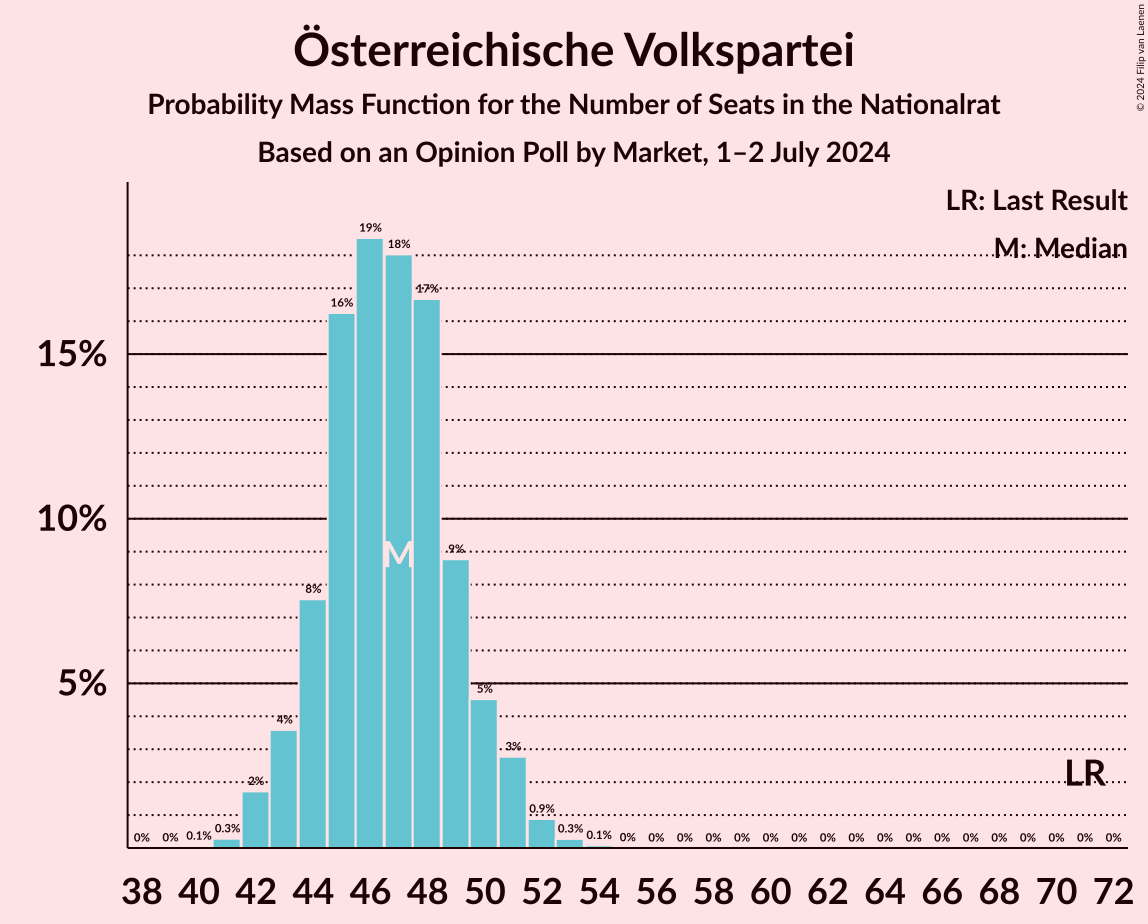 Österreichische Volkspartei
Probability Mass Function for the Number of Seats in the Nationalrat
Based on an Opinion Poll by Market, 1–2 July 2024
© 2024 Filip van Laenen
LR: Last Result
M: Median
19%
18%
17%
16%
15%
10%
M
9%
8%
5%
5%
4%
3%
LR
2%
0.9%
0% 0% 0.1% 0.3% 0.3% 0.1% 0% 0% 0% 0% 0% 0% 0% 0% 0% 0% 0% 0% 0% 0% 0% 0% 0% 0%
38 40 42 44 46 48 50 52 54 56 58 60 62 64 66 68 70 72